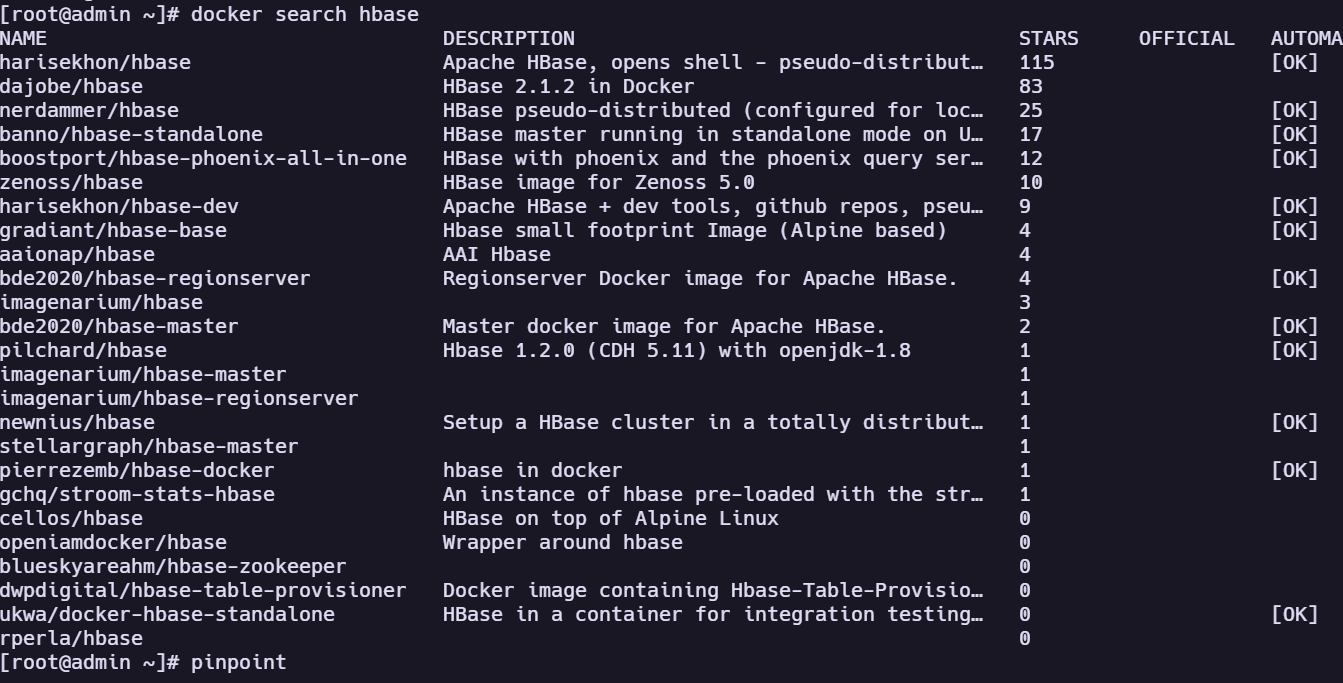 [root@admin ~]# docker search hbase
NAME DESCRIPTION STARS OFFICIAL AUTOMA
harisekhon/hbase Apache HBase, opens shell - pseudo-distribut… 115 [OK]
dajobe/hbase HBase 2.1.2 in Docker 83
nerdammer/hbase HBase pseudo-distributed (configured for loc… 25 [OK]
banno/hbase-standalone HBase master running in standalone mode on U… 17 [OK]
boostport/hbase-phoenix-all-in-one HBase with phoenix and the phoenix query ser… 12 [OK]
zenoss/hbase HBase image for Zenoss 5.0 10
harisekhon/hbase-dev Apache HBase + dev tools, github repos, pseu… 9 [OK]
gradiant/hbase-base Hbase small footprint Image (Alpine based) 4 [OK]
aaionap/hbase AAI Hbase 4
bde2020/hbase-regionserver Regionserver Docker image for Apache HBase. 4 [OK]
imagenarium/hbase 3
bde2020/hbase-master Master docker image for Apache HBase. 2 [OK]
pilchard/hbase Hbase 1.2.0 (CDH 5.11) with openjdk-1.8 1 [OK]
imagenarium/hbase-master 1
imagenarium/hbase-regionserver 1
newnius/hbase Setup a HBase cluster in a totally distribut… 1 [OK]
stellargraph/hbase-master 1
pierrezemb/hbase-docker hbase in docker 1 [OK]
gchq/stroom-stats-hbase An instance of hbase pre-loaded with the str… 1
cellos/hbase HBase on top of Alpine Linux 0
openiamdocker/hbase Wrapper around hbase 0
blueskyareahm/hbase-zookeeper 0
dwpdigital/hbase-table-provisioner Docker image containing Hbase-Table-Provisio… 0
ukwa/docker-hbase-standalone HBase in a container for integration testing… 0 [OK]
rperla/hbase 0
[root@admin ~]# pinpoint